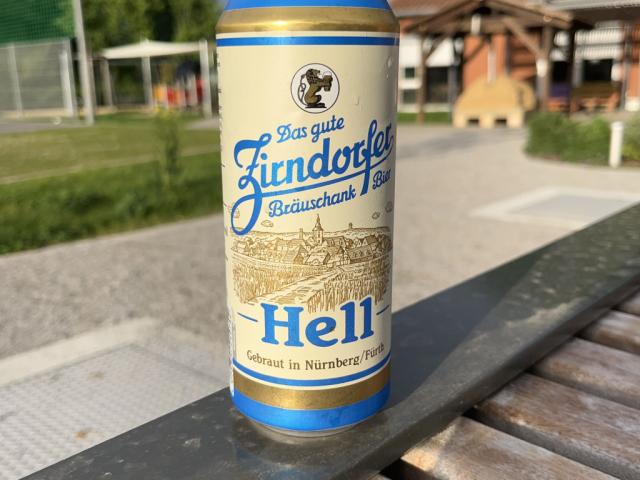 Das gute
Zirndorfer
Bräuschank Bier
Hell
Gebraut in Nürnberg/Fürth